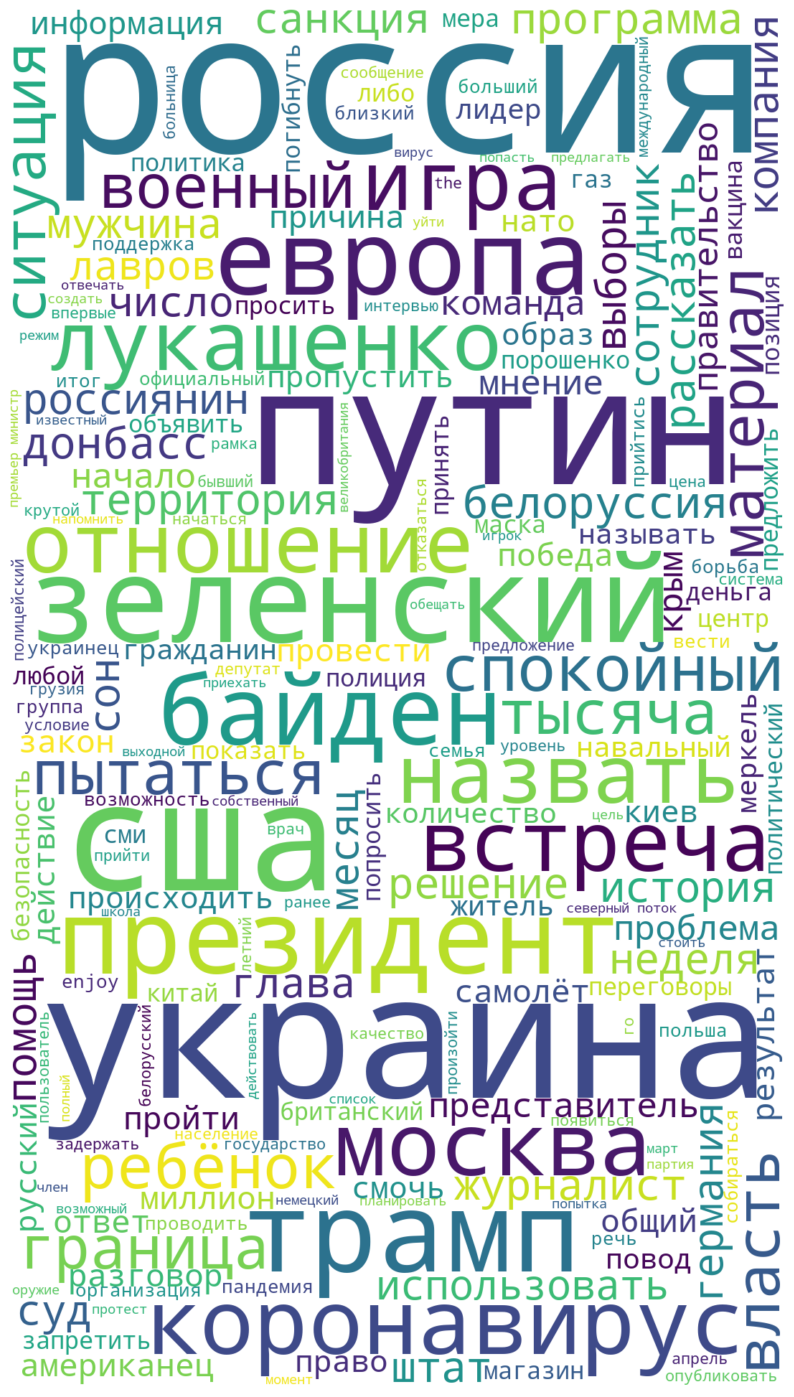 информация
санкция
мера
программа
россия
ситуация
больница
погибнуть
сообщение
либо
близкий
больший
лидер
международный
компания
вирус
политика
попасть
предлагать
военный
игра
the
газ
правительство
вакцина
мужчина
причина
уйти
нато
поддержка
лавров
европа
выборы
сотрудник
рассказать
отвечать
создать
впервые
число
просить
интервью
команда
материал
позиция
режим
лукашенко
образ
порошенко
итог
официальный
пропустить
мнение
россиянин
известный
объявить
рамка
премьер министр
донбасс
путин
великобритания
принять
прийтись
цена
предложить
начало
бывший
крутой
территория
напомнить
начаться
отказаться
белоруссия
маска
игрок
называть
отношение
победа
крым
борьба
система
зеленский
обещать
деньга
центр
полицейский
украинец
гражданин
провести
предложение
вести
любой
сон
депутат
приехать
полиция
спокойный
грузия
группа
условие
байден
тысяча
закон
выходной
показать
семья
уровень
навальный
меркель
политический
пытаться
назвать
безопасность
возможность
собственный
месяц
попросить
количество
цель
киев
действие
сми
прийти
сша
врач
встреча
происходить
ранее
решение
история
школа
житель
северный поток
проблема
стоить
президент
летний
неделя
enjoy
китай
глава
самолёт
переговоры
результат
помощь
пользователь
украина
белорусский
действовать
качество
произойти
го
польша
полный
русский
пройти
список
британский
представитель
появиться
задержать
население
государство
москва
март
партия
германия
собираться
власть
член
ребёнок
возможный
миллион
немецкий
смочь
планировать
журналист
попытка
ответ
проводить
трамп
общий
речь
граница
повод
разговор
оружие
организация
пандемия
использовать
суд
протест
коронавирус
запретить
американец
момент
право
штат
магазин
апрель
опубликовать